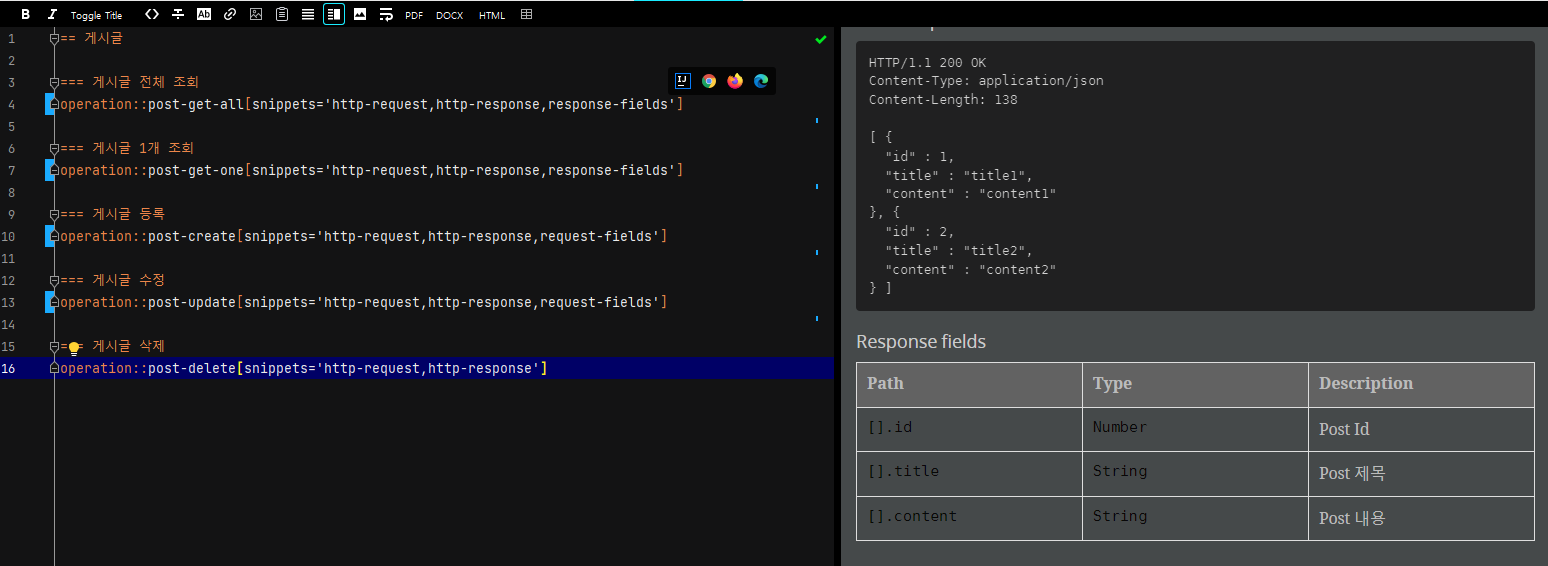 B I Toggle Title <> Ab PDF DOCX HTML
1 == 게시글
2
3 === 게시글 전체 조회
4 operation::post-get-all[snippets='http-request,http-response,response-fields']
5
6 === 게시글 1개 조회
7 operation::post-get-one[snippets='http-request,http-response,response-fields']
8
9 === 게시글 등록
10 operation::post-create[snippets='http-request,http-response,request-fields']
11
12 === 게시글 수정
13 operation::post-update[snippets='http-request,http-response,request-fields']
14
15 === 게시글 삭제
16 operation::post-delete[snippets='http-request,http-response']
IJ
HTTP/1.1 200 OK
Content-Type: application/json
Content-Length: 138
[ {
"id" : 1,
"title" : "title1",
"content" : "content1"
}, {
"id" : 2,
"title" : "title2",
"content" : "content2"
} ]
Response fields
Path Type Description
[].id Number Post Id
[].title String Post 제목
[].content String Post 내용